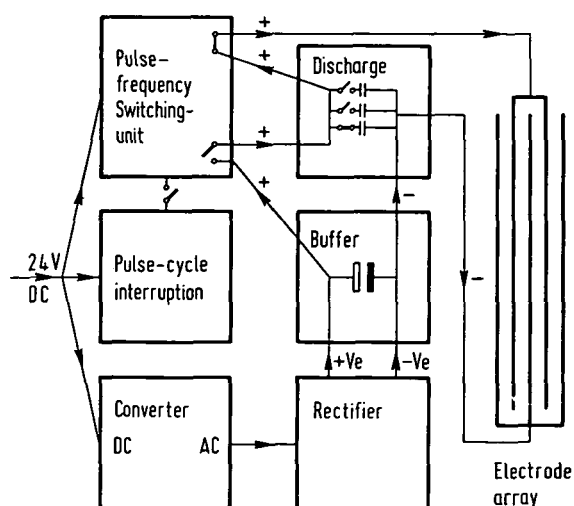 Pulse-
frequency
Switching-
unit
+
+
+
+
Discharge
−
Buffer
−
24V
DC
Pulse-cycle
interruption
+Ve
−Ve
Converter
DC
AC
Rectifier
Electrode
array